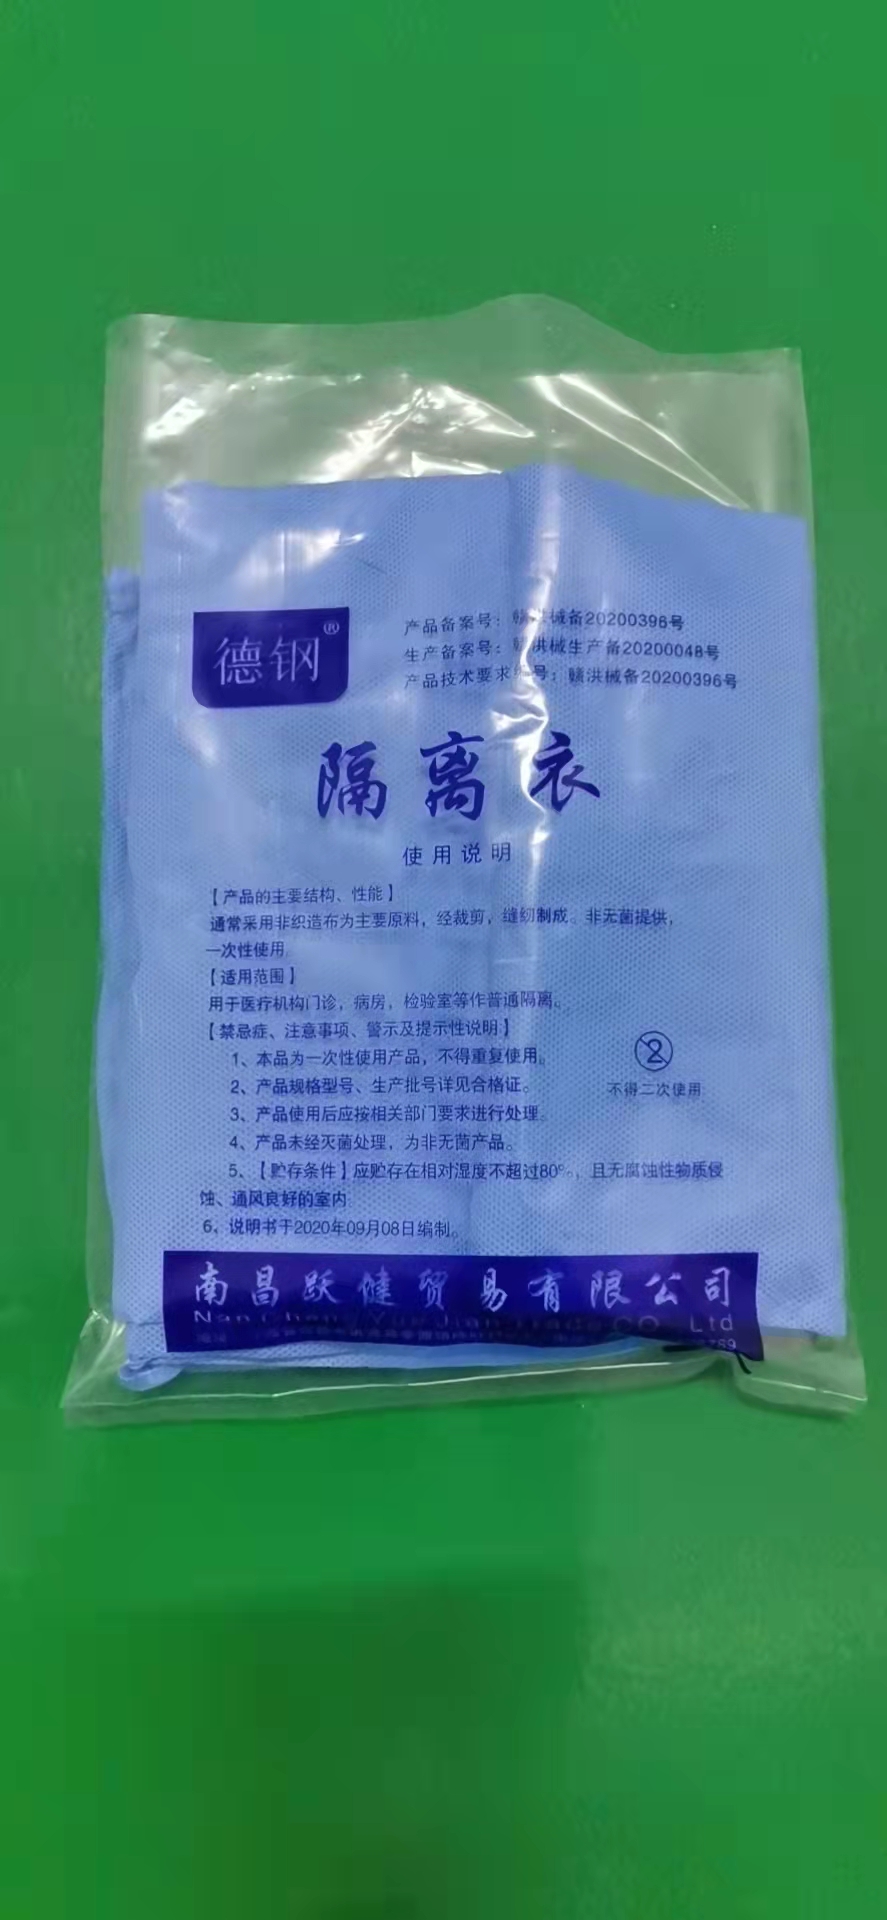 德钢®
产品备案号：赣洪械备20200396号
生产备案号：赣洪械生产备20200048号
产品技术要求编号：赣洪械备20200396号
隔离衣
使用说明
【产品的主要结构、性能】
通常采用非织造布为主要原料，经裁剪，缝纫制成。非无菌提供，
一次性使用
【适用范围】
用于医疗机构门诊，病房，检验室等作普通隔离。
【禁忌症、注意事项、警示及提示性说明】
1、本品为一次性使用产品，不得重复使用。
2、产品规格型号、生产批号详见合格证。
3、产品使用后应按相关部门要求进行处理。
4、产品未经灭菌处理，为非无菌产品。
2
不得二次使用
5、【贮存条件】应贮存在相对湿度不超过80%，且无腐蚀性物质侵
蚀、通风良好的室内
6、说明书于2020年09月08日编制。
南昌跃健贸易有限公司
Nan Chang Yue Jian Trade CO., Ltd